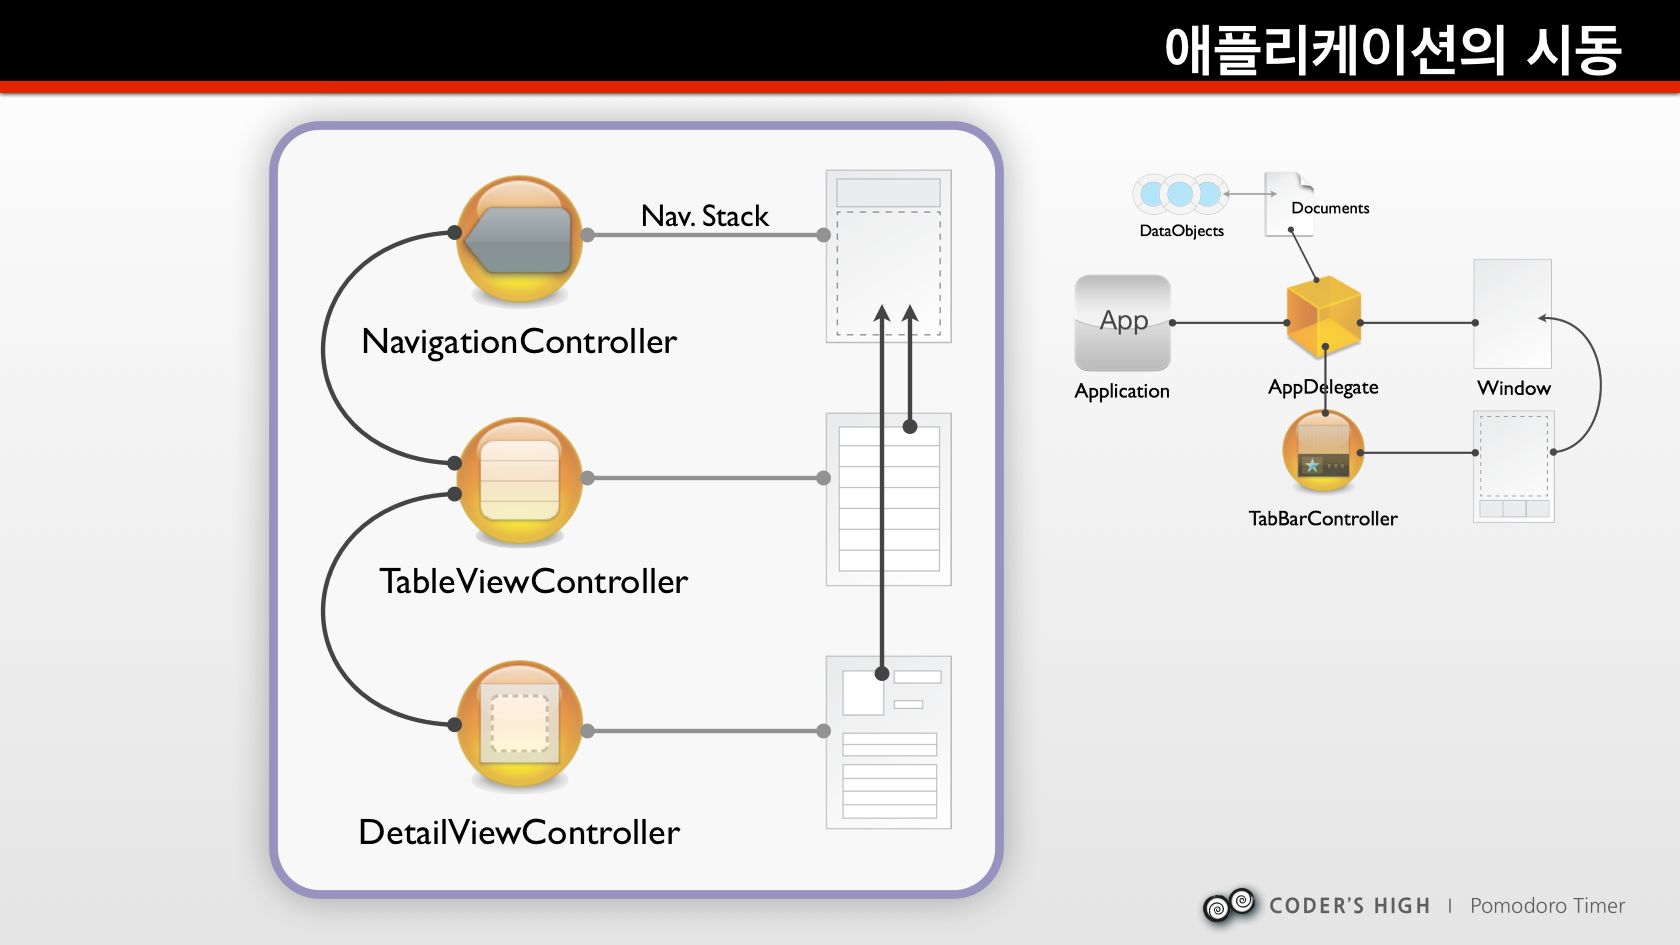 애플리케이션의 시동
Nav. Stack
NavigationController
TableViewController
DetailViewController
DataObjects
Documents
App
Application
AppDelegate
Window
TabBarController
CODER'S HIGH | Pomodoro Timer